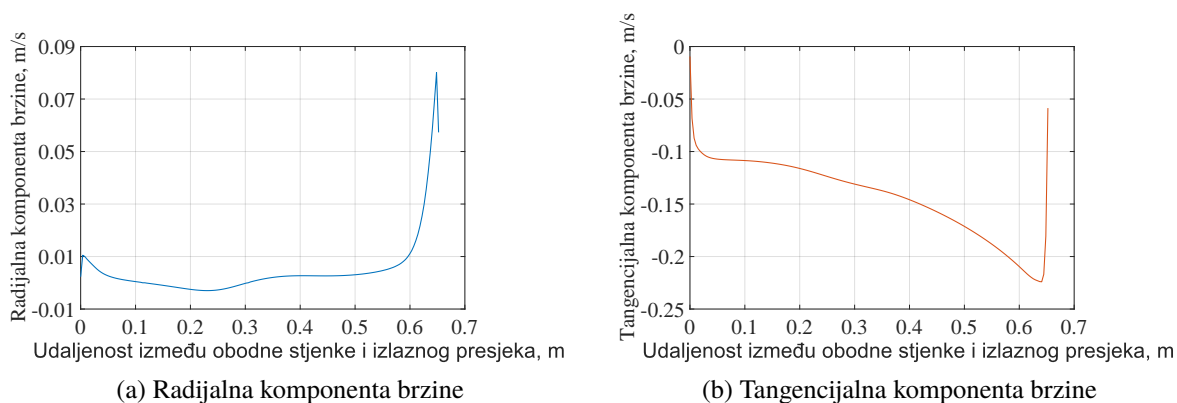 Radijalna komponenta brzine, m/s
0.09
0.07
0.05
0.03
0.01
-0.01
0 0.1 0.2 0.3 0.4 0.5 0.6 0.7
Udaljenost između obodne stjenke i izlaznog presjeka, m
(a) Radijalna komponenta brzine
Tangencijalna komponenta brzine, m/s
0
-0.05
-0.1
-0.15
-0.2
-0.25
0 0.1 0.2 0.3 0.4 0.5 0.6 0.7
Udaljenost između obodne stjenke i izlaznog presjeka, m
(b) Tangencijalna komponenta brzine